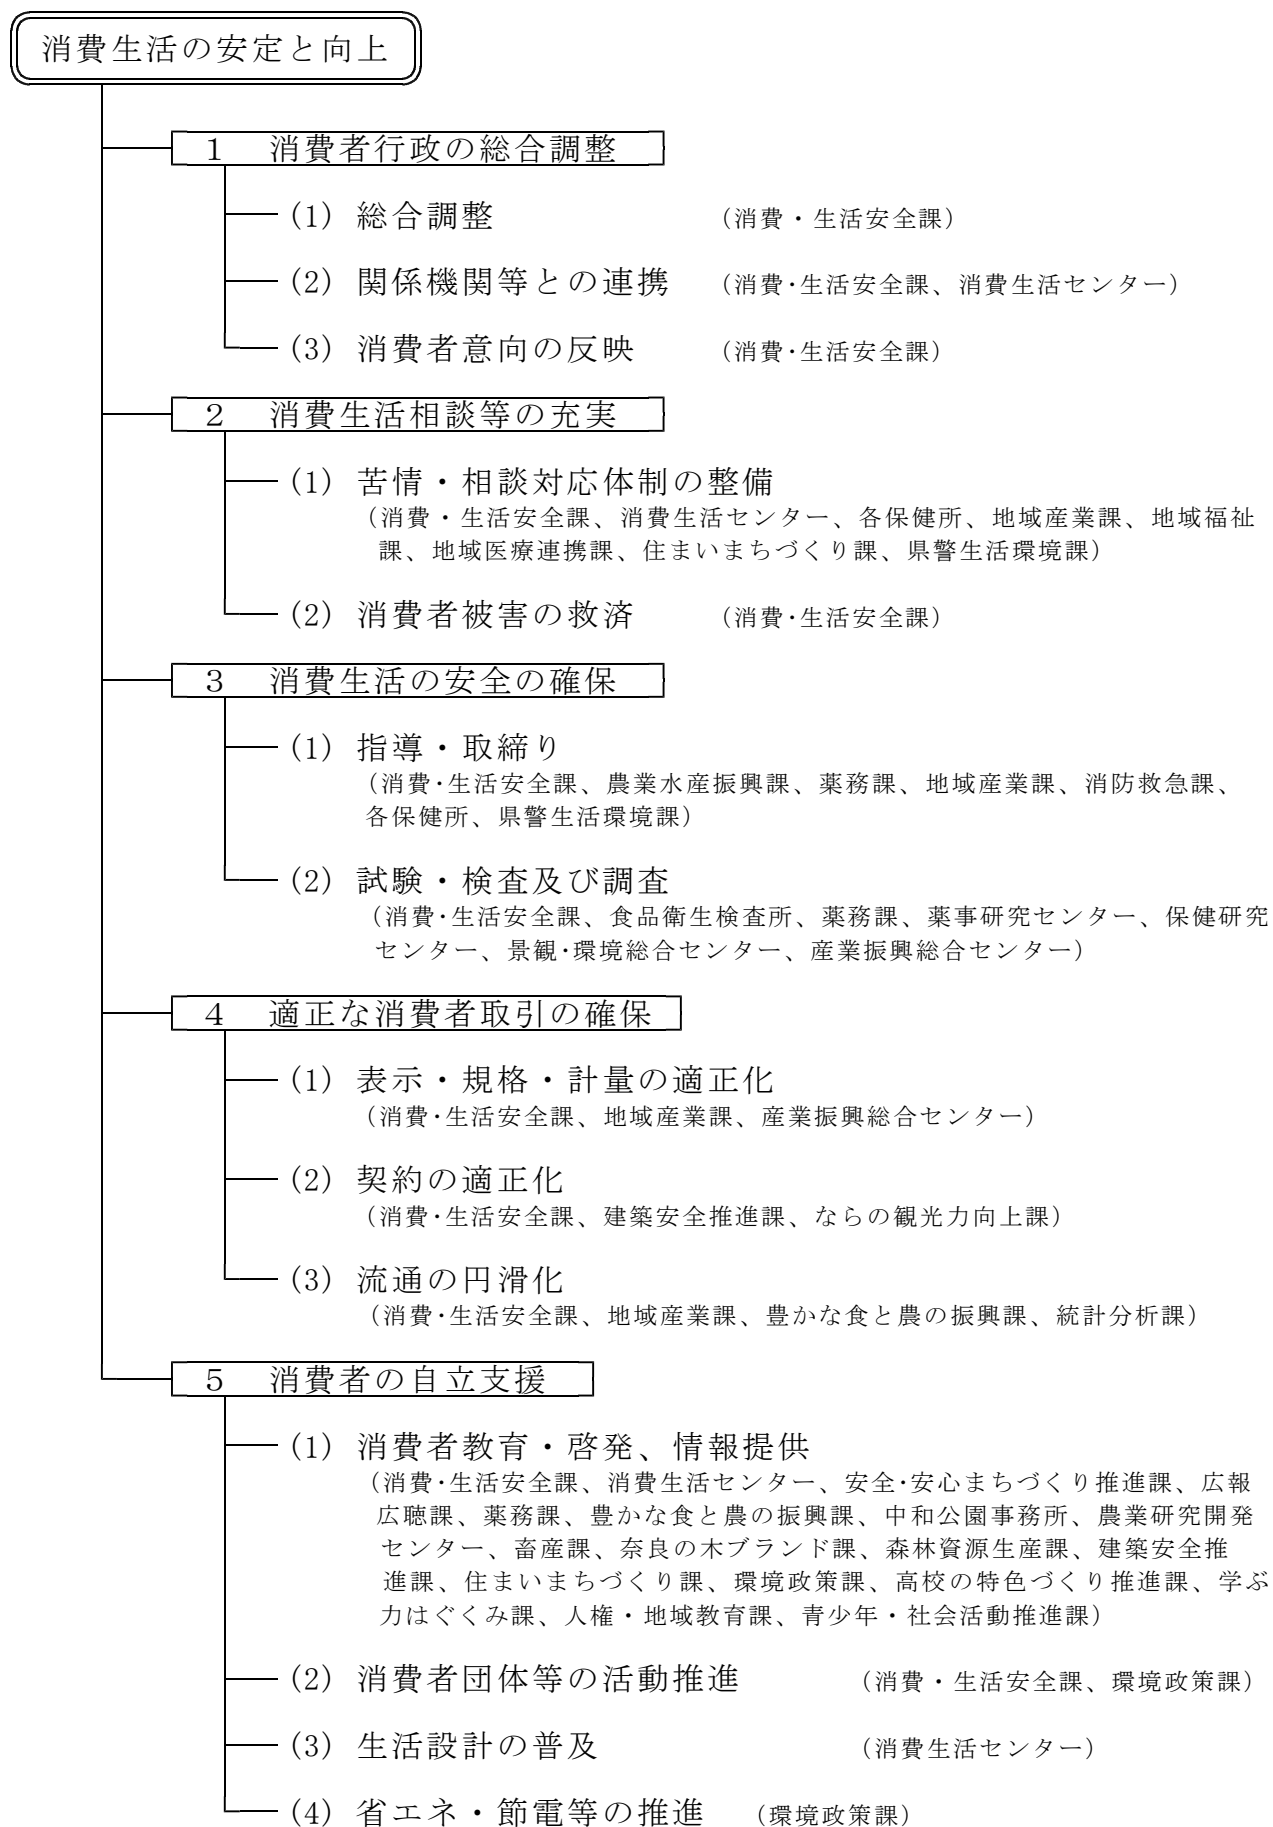 消費生活の安定と向上
1 消費者行政の総合調整
(1) 総合調整 (消費・生活安全課)
(2) 関係機関等との連携 (消費･生活安全課、消費生活センター)
(3) 消費者意向の反映 (消費･生活安全課)
2 消費生活相談等の充実
(1) 苦情・相談対応体制の整備
(消費・生活安全課、消費生活センター、各保健所、地域産業課、地域福祉
課、地域医療連携課、住まいまちづくり課、県警生活環境課)
(2) 消費者被害の救済 (消費･生活安全課)
3 消費生活の安全の確保
(1) 指導・取締り
(消費･生活安全課、農業水産振興課、薬務課、地域産業課、消防救急課、
各保健所、県警生活環境課)
(2) 試験・検査及び調査
(消費･生活安全課、食品衛生検査所、薬務課、薬事研究センター、保健研究
センター、景観･環境総合センター、産業振興総合センター)
4 適正な消費者取引の確保
(1) 表示・規格・計量の適正化
(消費･生活安全課、地域産業課、産業振興総合センター)
(2) 契約の適正化
(消費･生活安全課、建築安全推進課、ならの観光力向上課)
(3) 流通の円滑化
(消費･生活安全課、地域産業課、豊かな食と農の振興課、統計分析課)
5 消費者の自立支援
(1) 消費者教育・啓発、情報提供
(消費･生活安全課、消費生活センター、安全･安心まちづくり推進課、広報
広聴課、薬務課、豊かな食と農の振興課、中和公園事務所、農業研究開発
センター、畜産課、奈良の木ブランド課、森林資源生産課、建築安全推
進課、住まいまちづくり課、環境政策課、高校の特色づくり推進課、学ぶ
力はぐくみ課、人権・地域教育課、青少年・社会活動推進課)
(2) 消費者団体等の活動推進 (消費・生活安全課、環境政策課)
(3) 生活設計の普及 (消費生活センター)
(4) 省エネ・節電等の推進 (環境政策課)